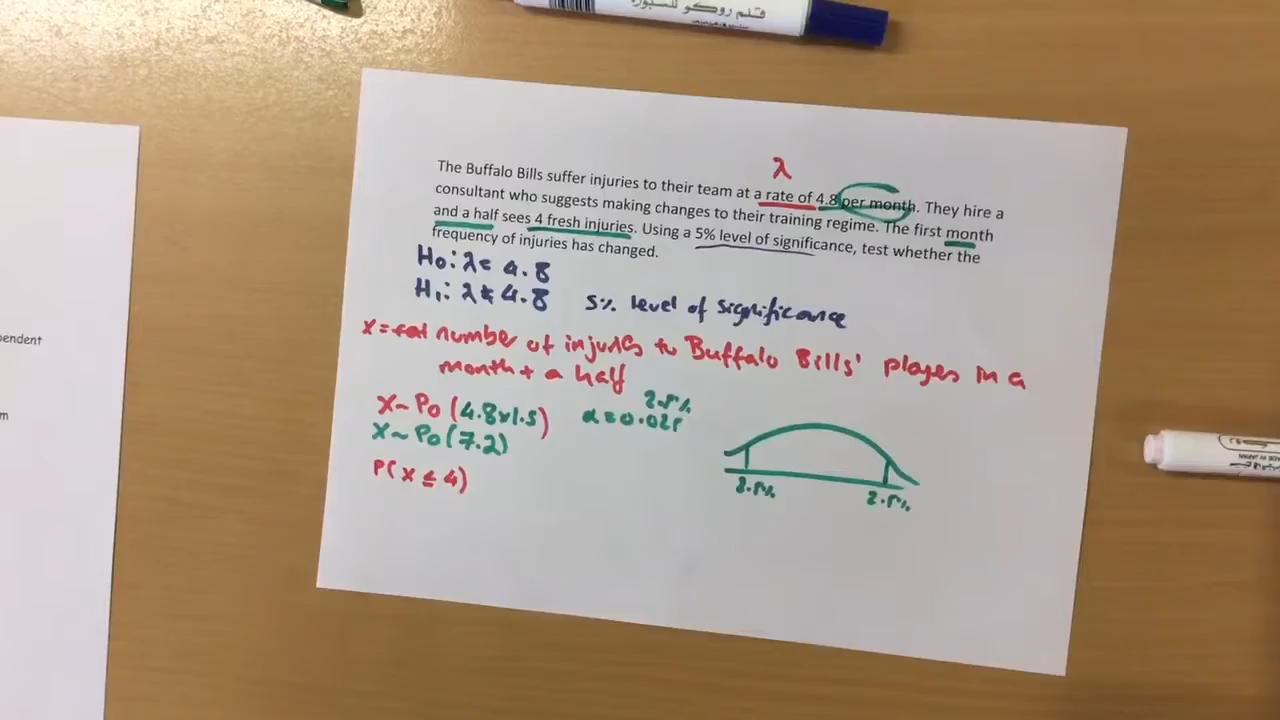 قلم روكو للسبورة
λ
The Buffalo Bills suffer injuries to their team at a rate of 4.8 per month. They hire a
consultant who suggests making changes to their training regime. The first month
and a half sees 4 fresh injuries. Using a 5% level of significance, test whether the
frequency of injuries has changed.
H₀: λ = 4.8
H₁: λ ≠ 4.8 5% level of significance
X = number of injuries to Buffalo Bills' players in a
month + a half
X ~ Po (4.8 x 1.5)
2.5%
α = 0.025
X ~ Po (7.2)
P( X ≤ 4)
2.5%
2.5%
pendent
m